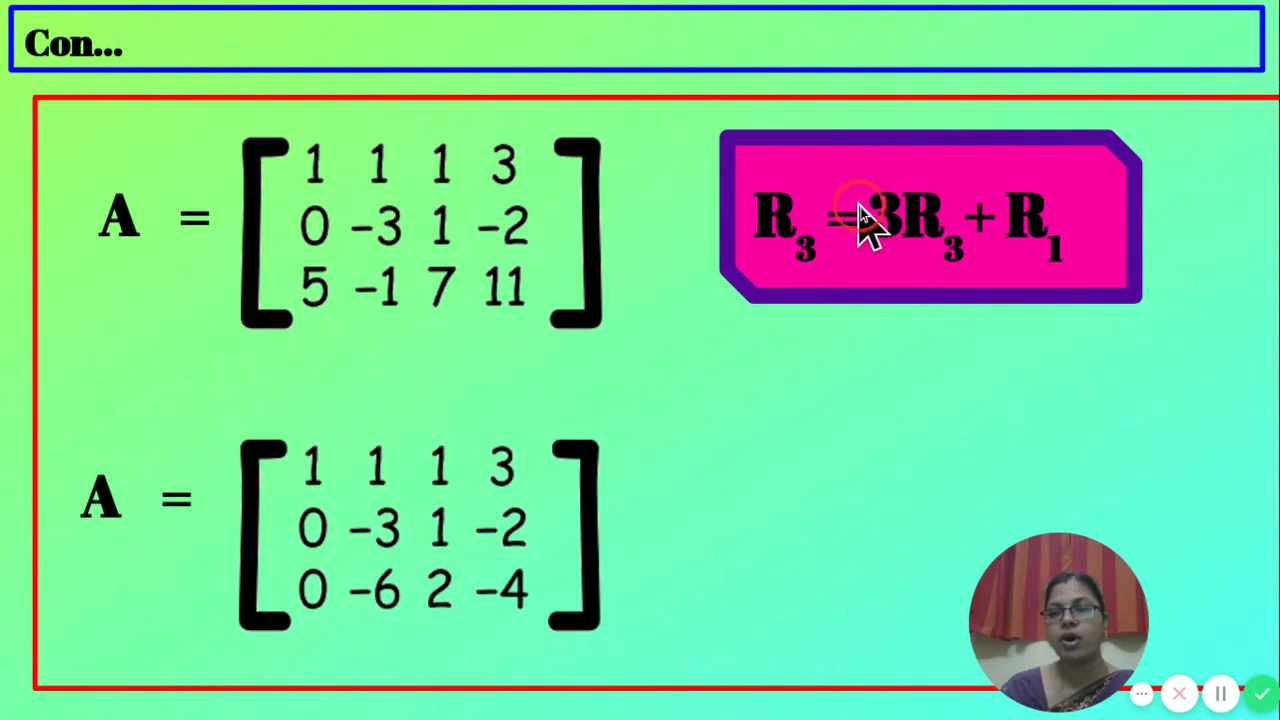 Con...
A = [ 1 1 1 3
0 -3 1 -2
5 -1 7 11 ]
R₃ = 3R₃ + R₁
A = [ 1 1 1 3
0 -3 1 -2
0 -6 2 -4 ]